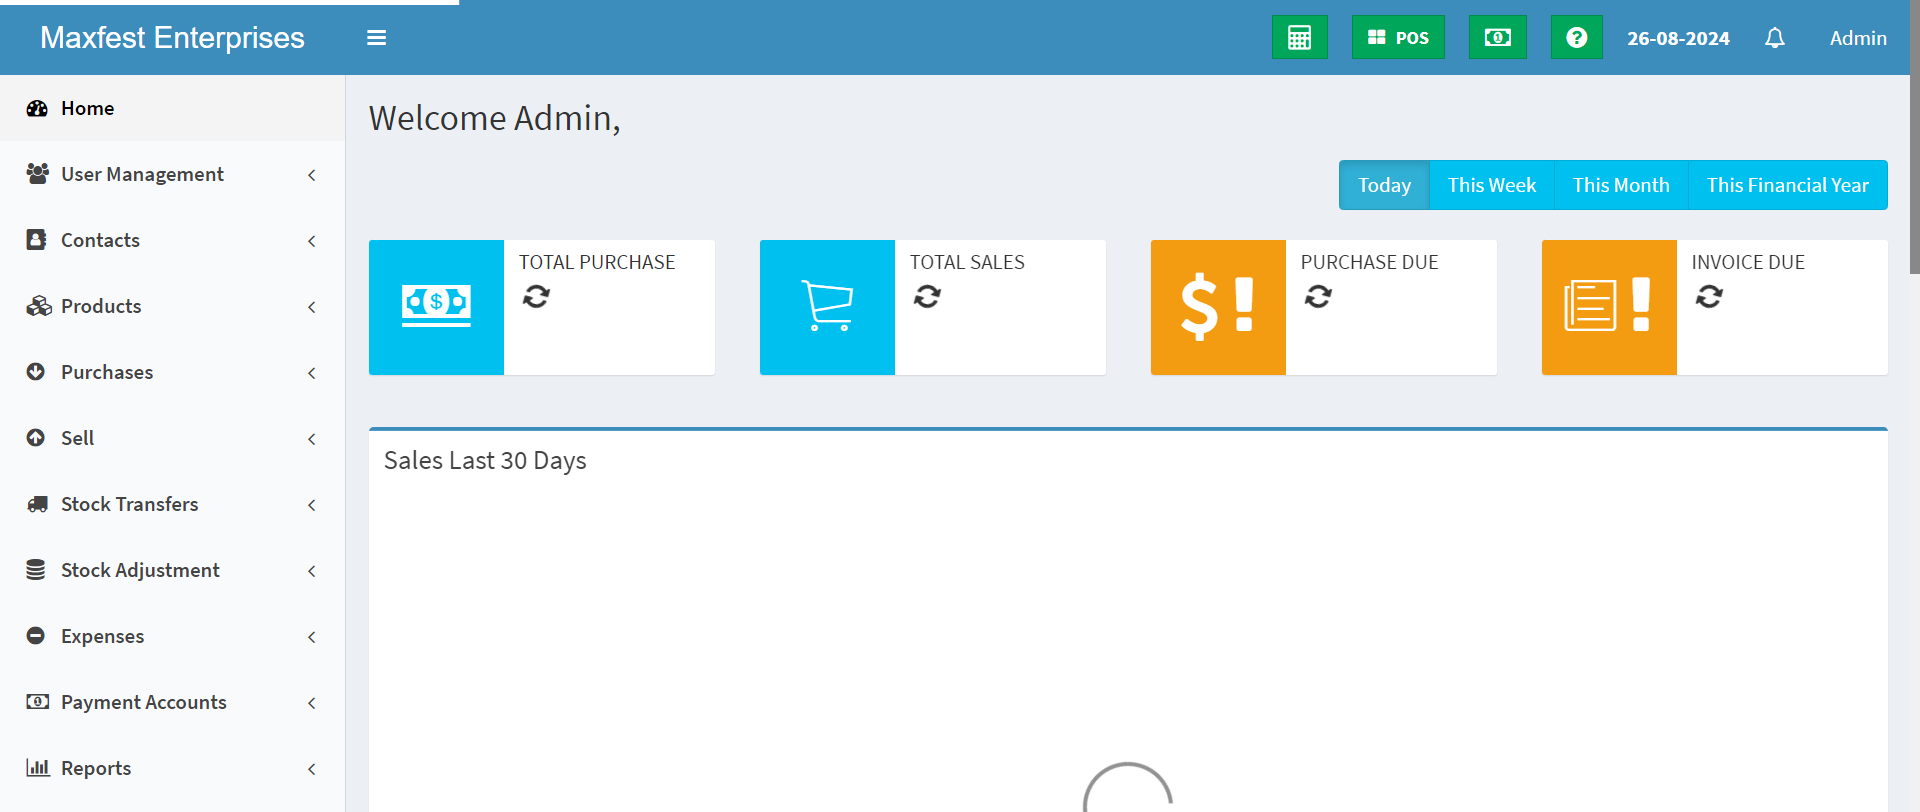 Maxfest Enterprises
POS
26-08-2024
Admin
Home
User Management
Contacts
Products
Purchases
Sell
Stock Transfers
Stock Adjustment
Expenses
Payment Accounts
Reports
Welcome Admin,
Today
This Week
This Month
This Financial Year
TOTAL PURCHASE
TOTAL SALES
PURCHASE DUE
INVOICE DUE
Sales Last 30 Days